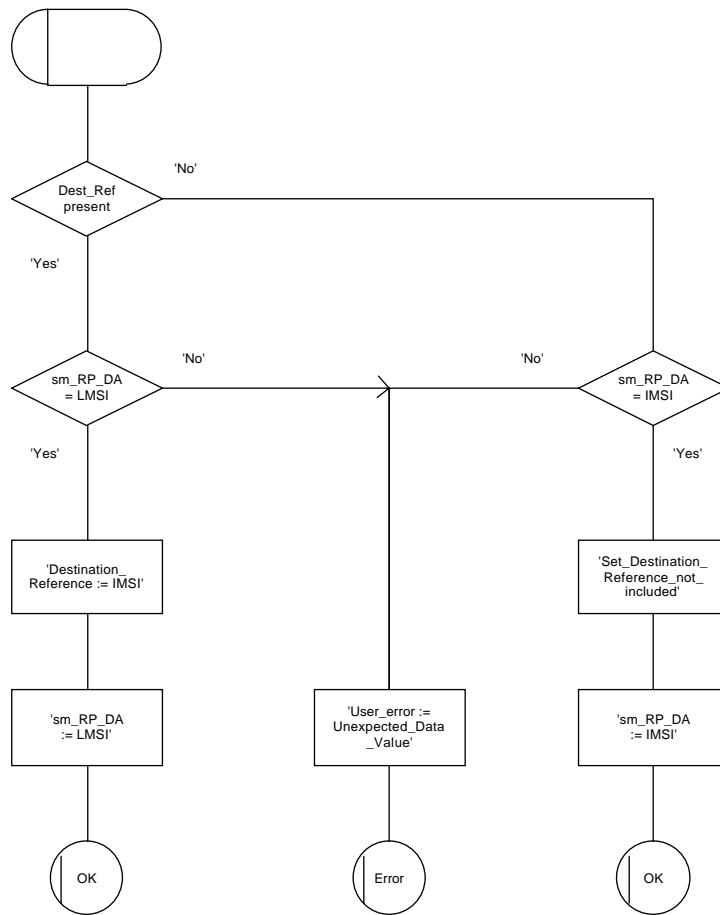 'No'
Dest_Ref
present
'Yes'
'No'
'No'
sm_RP_DA
= LMSI
sm_RP_DA
= IMSI
'Yes'
'Yes'
'Destination_
Reference := IMSI'
'Set_Destination_
Reference_not_
included'
'sm_RP_DA
:= LMSI'
'User_error :=
Unexpected_Data
_Value'
'sm_RP_DA
:= IMSI'
OK
Error
OK